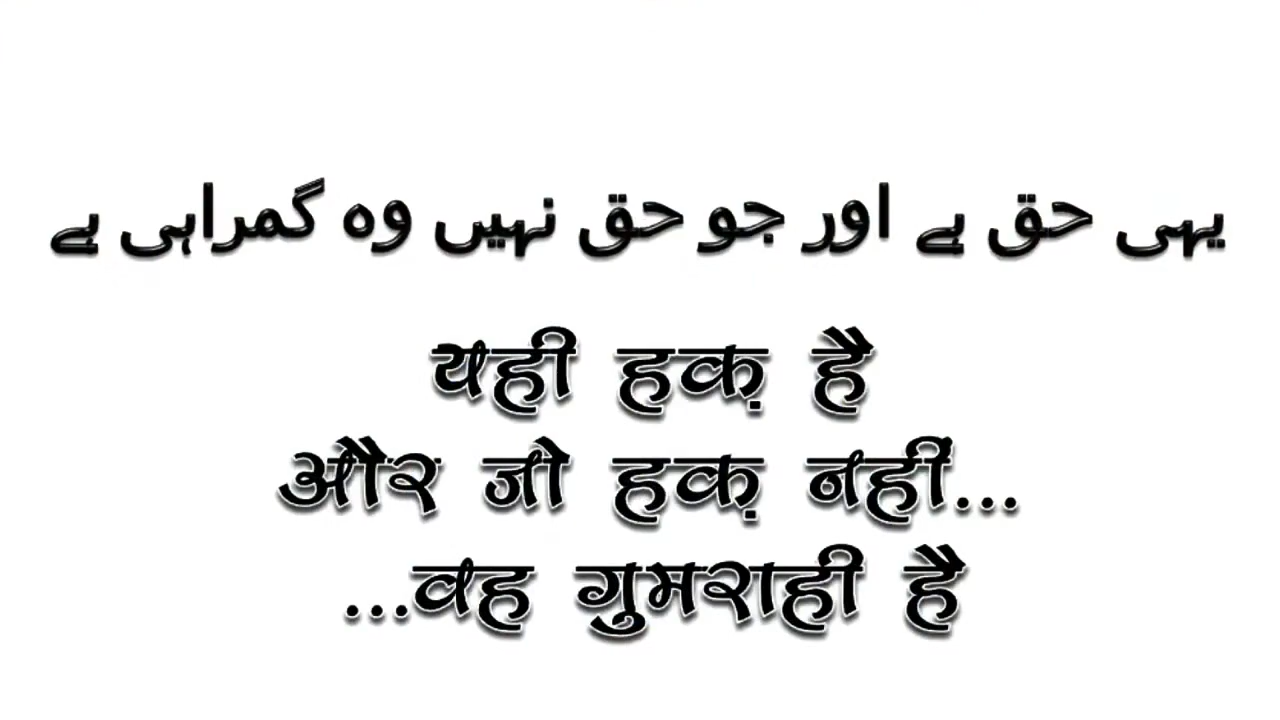 یہی حق ہے اور جو حق نہیں وہ گمراہی ہے
यही हक़ है
और जो हक़ नहीं...
...वह गुमराही है